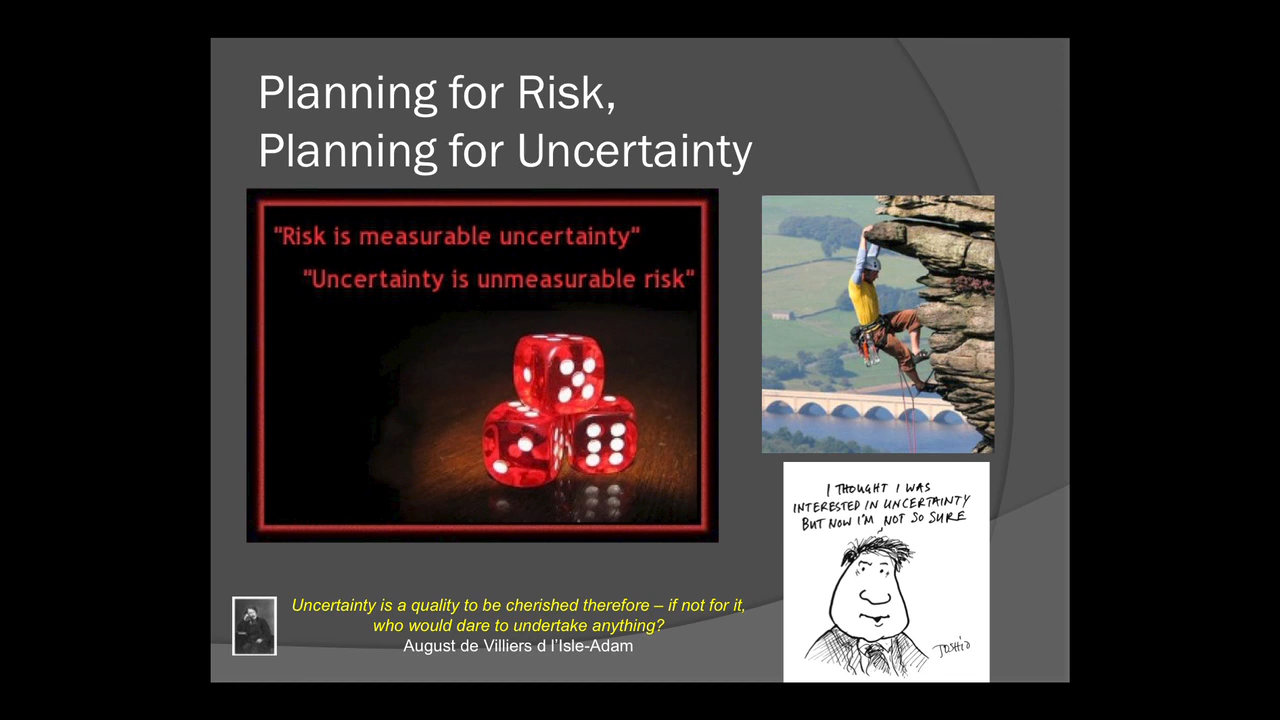 Planning for Risk,
Planning for Uncertainty
"Risk is measurable uncertainty"
"Uncertainty is unmeasurable risk"
I THOUGHT I WAS
INTERESTED IN UNCERTAINTY
BUT NOW I'M NOT SO SURE
JOSHIO
Uncertainty is a quality to be cherished therefore – if not for it,
who would dare to undertake anything?
August de Villiers d l'Isle-Adam